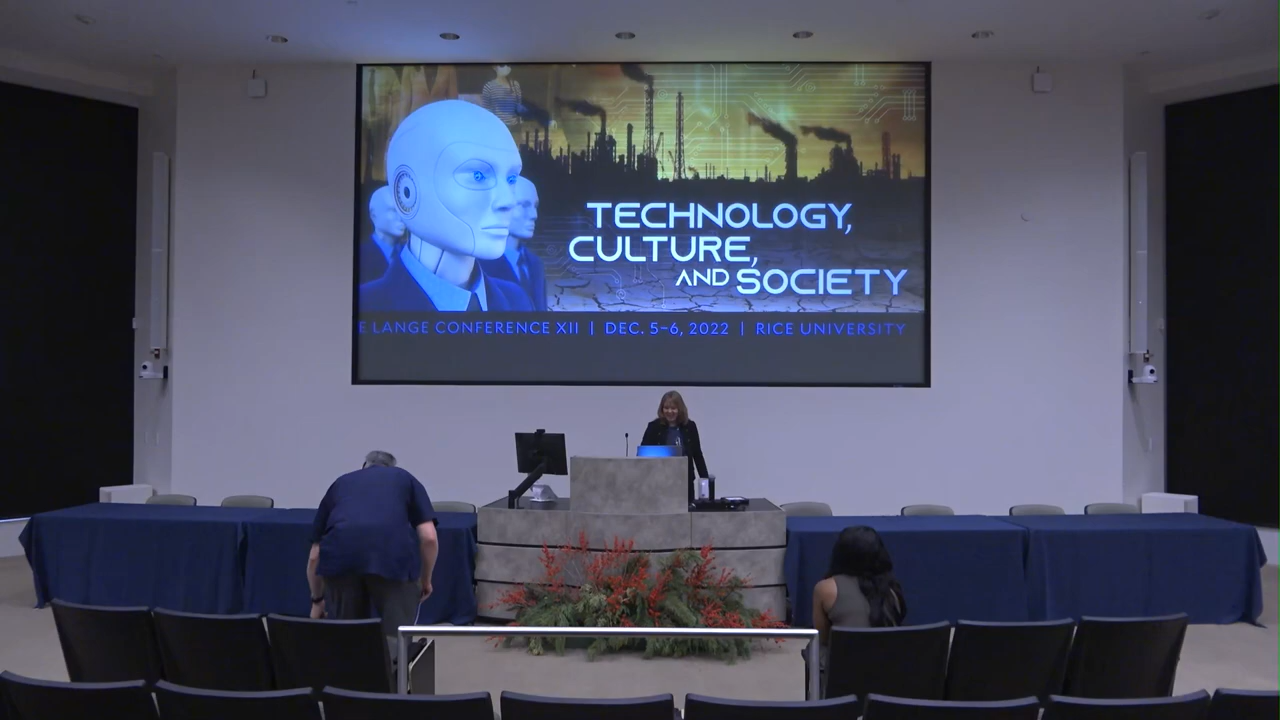 TECHNOLOGY,
CULTURE,
AND SOCIETY
E LANGE CONFERENCE XII | DEC. 5–6, 2022 | RICE UNIVERSITY